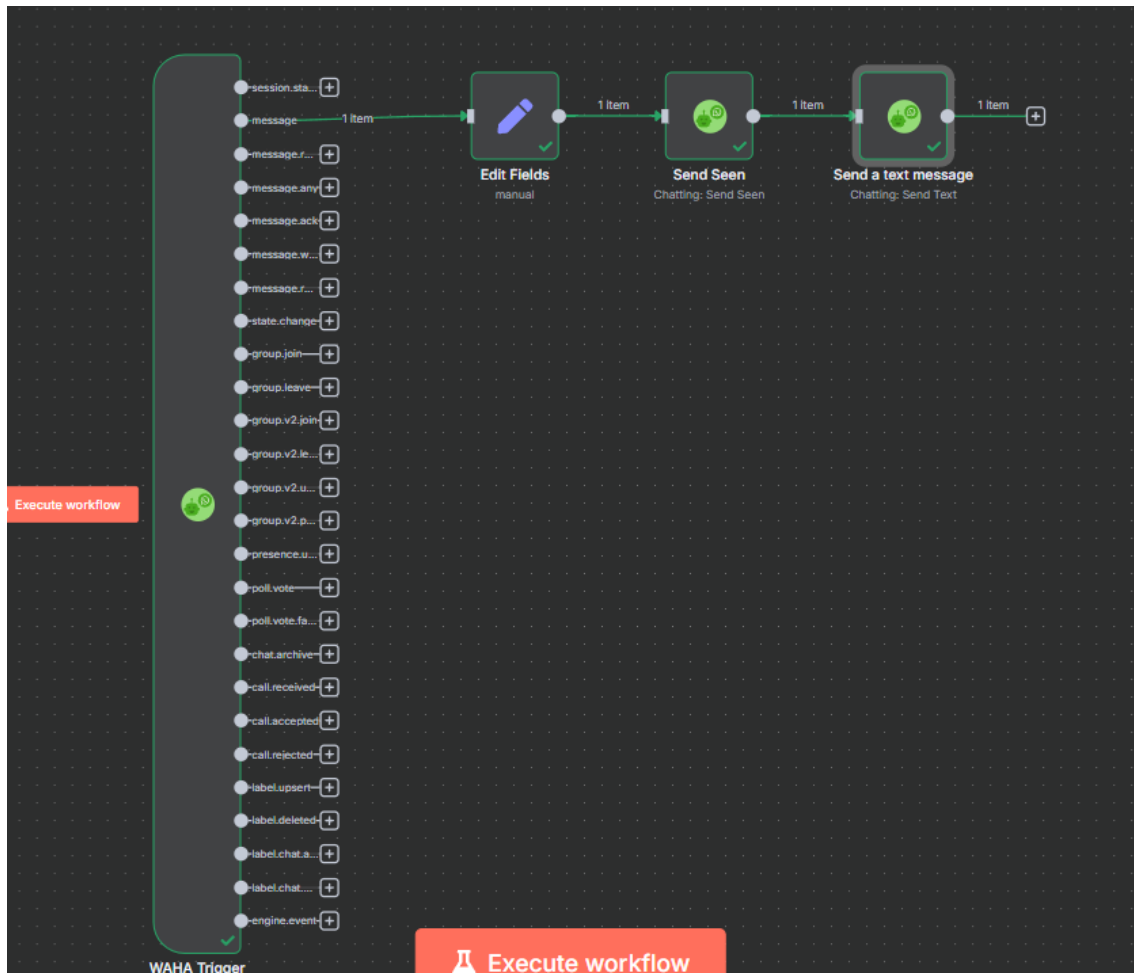 session.sta...
message
1 item
message.r...
message.any
message.ack
message.w...
message.r...
state.change
group.join
group.leave
group.v2.join
group.v2.le...
group.v2.u...
group.v2.p...
presence.u...
poll.vote
poll.vote.fa...
chat.archive
call.received
call.accepted
call.rejected
label.upsert
label.deleted
label.chat.a...
label.chat....
engine.event
WAHA Trigger
Execute workflow
Edit Fields
manual
1 item
Send Seen
Chatting: Send Seen
1 item
Send a text message
Chatting: Send Text
1 item
Execute workflow